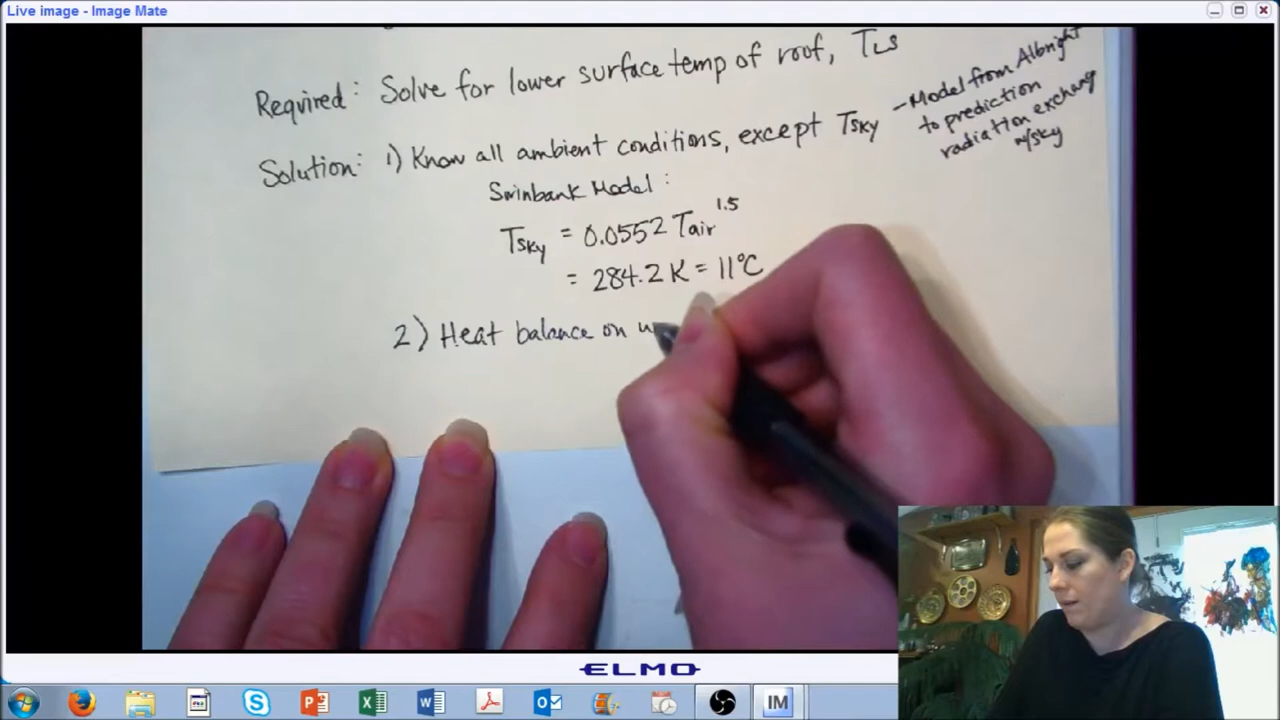 Live image - Image Mate
Required: Solve for lower surface temp of roof, TLS
Solution: 1) Know all ambient conditions, except Tsky
- Model from Albright
to prediction
radiation exchang
w/sky
Swinbank Model:
Tsky = 0.0552 Tair^1.5
= 284.2 K = 11°C
2) Heat balance on u
ELMO
IM